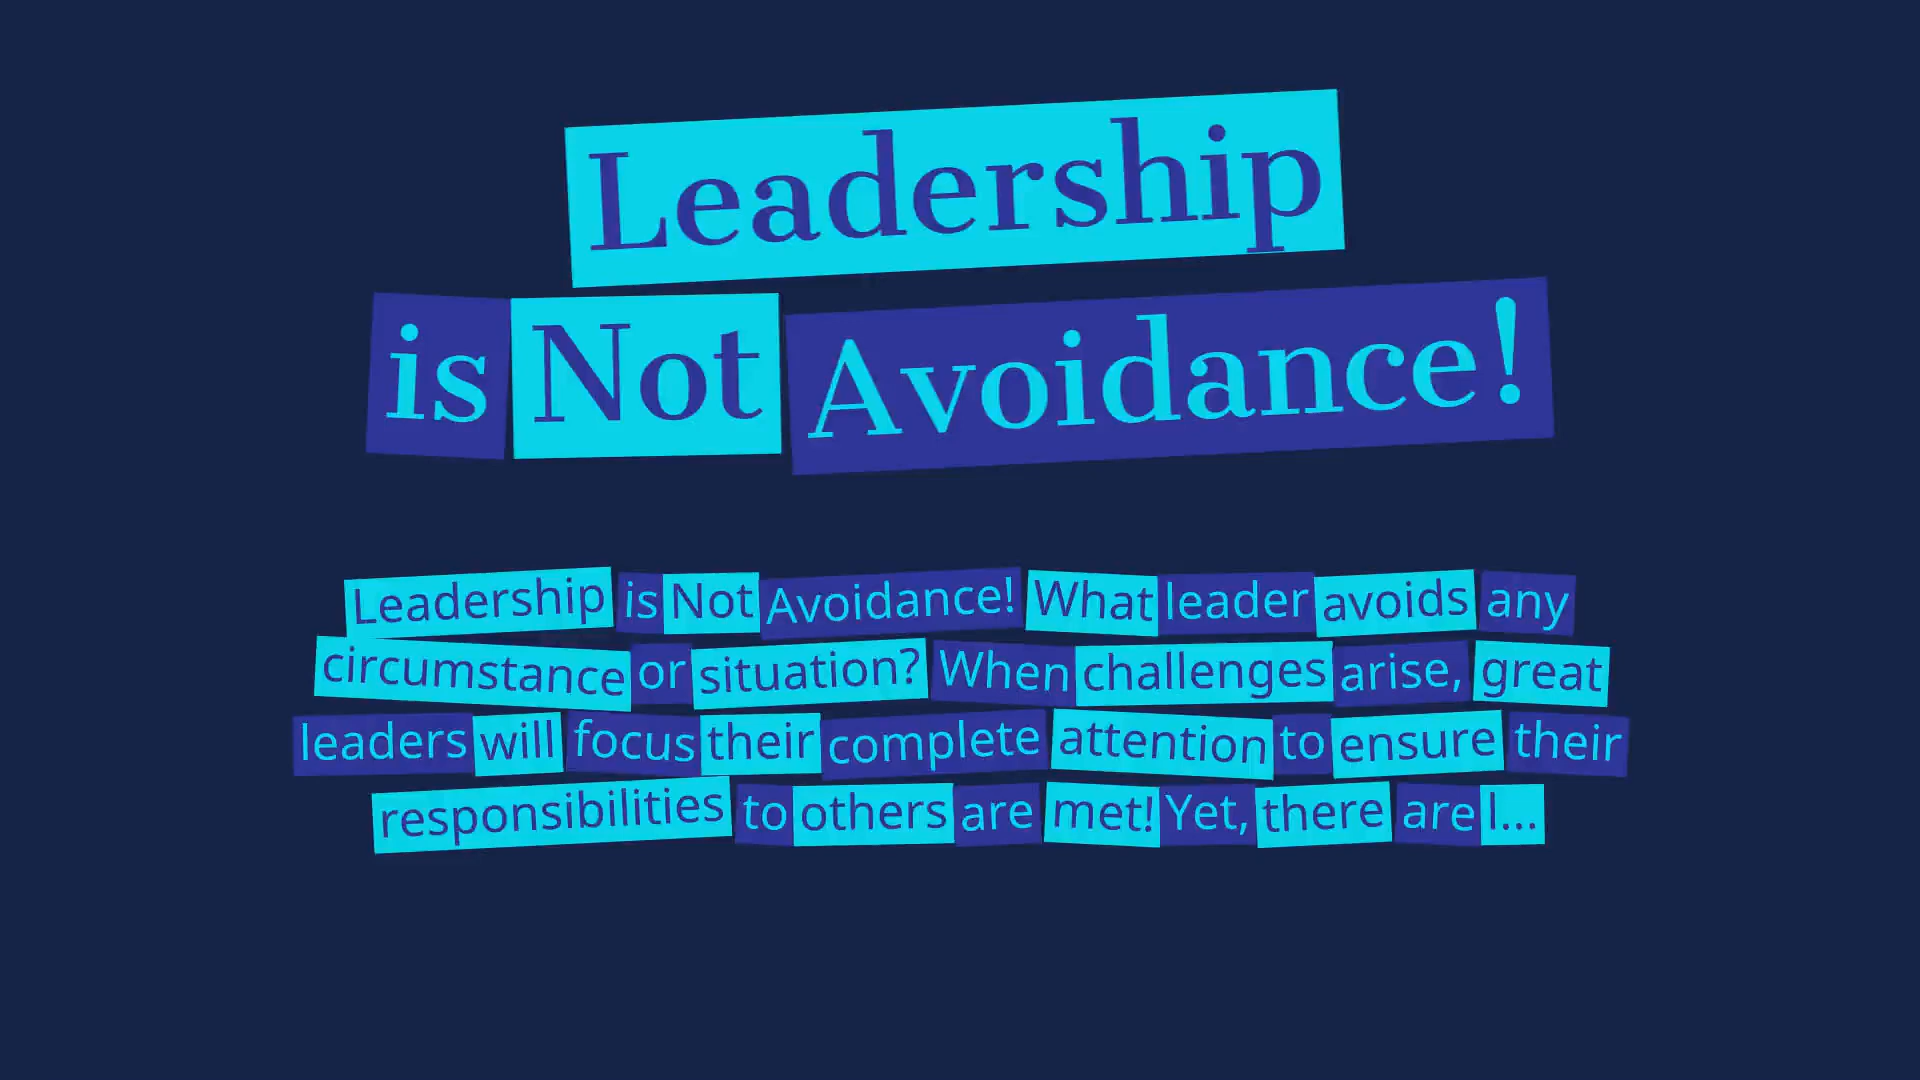 Leadership
is Not Avoidance!
Leadership is Not Avoidance! What leader avoids any
circumstance or situation? When challenges arise, great
leaders will focus their complete attention to ensure their
responsibilities to others are met! Yet, there are l...